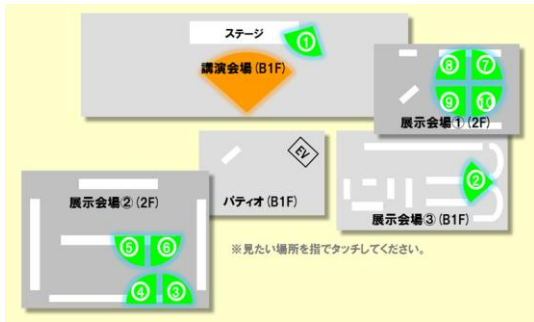 ステージ
①
講演会場(B1F)
⑧ ⑦
⑨ ⑩
展示会場①(2F)
EV
パティオ(B1F)
②
展示会場③(B1F)
展示会場②(2F)
⑤ ⑥
④ ③
※見たい場所を指でタッチしてください。